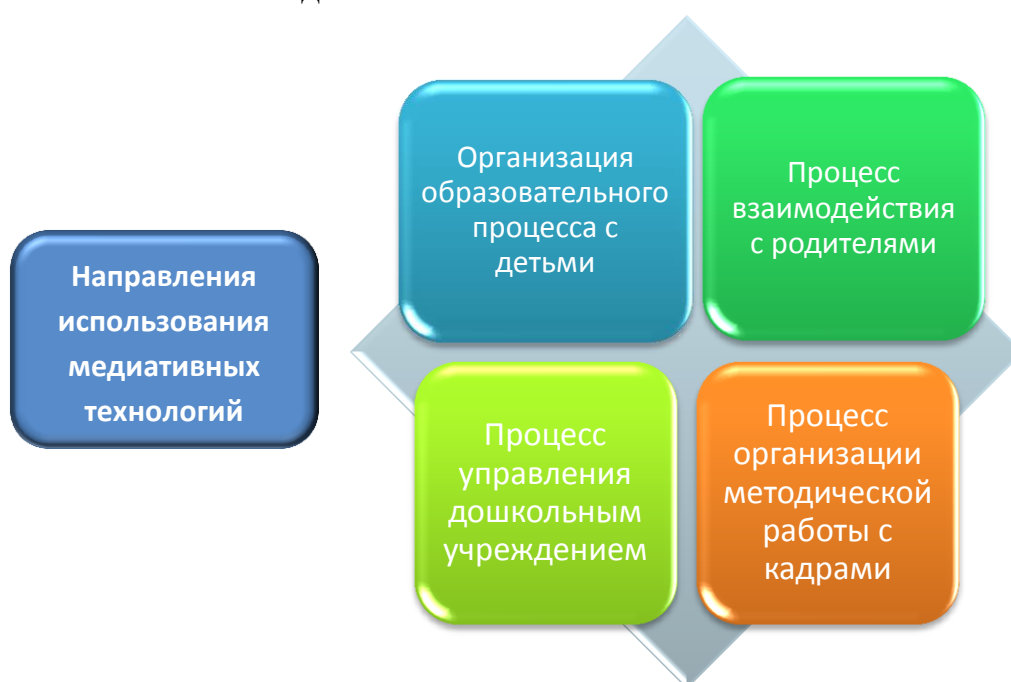 Направления
использования
медиативных
технологий
Организация
образовательного
процесса с
детьми
Процесс
взаимодействия
с родителями
Процесс
управления
дошкольным
учреждением
Процесс
организации
методической
работы с
кадрами